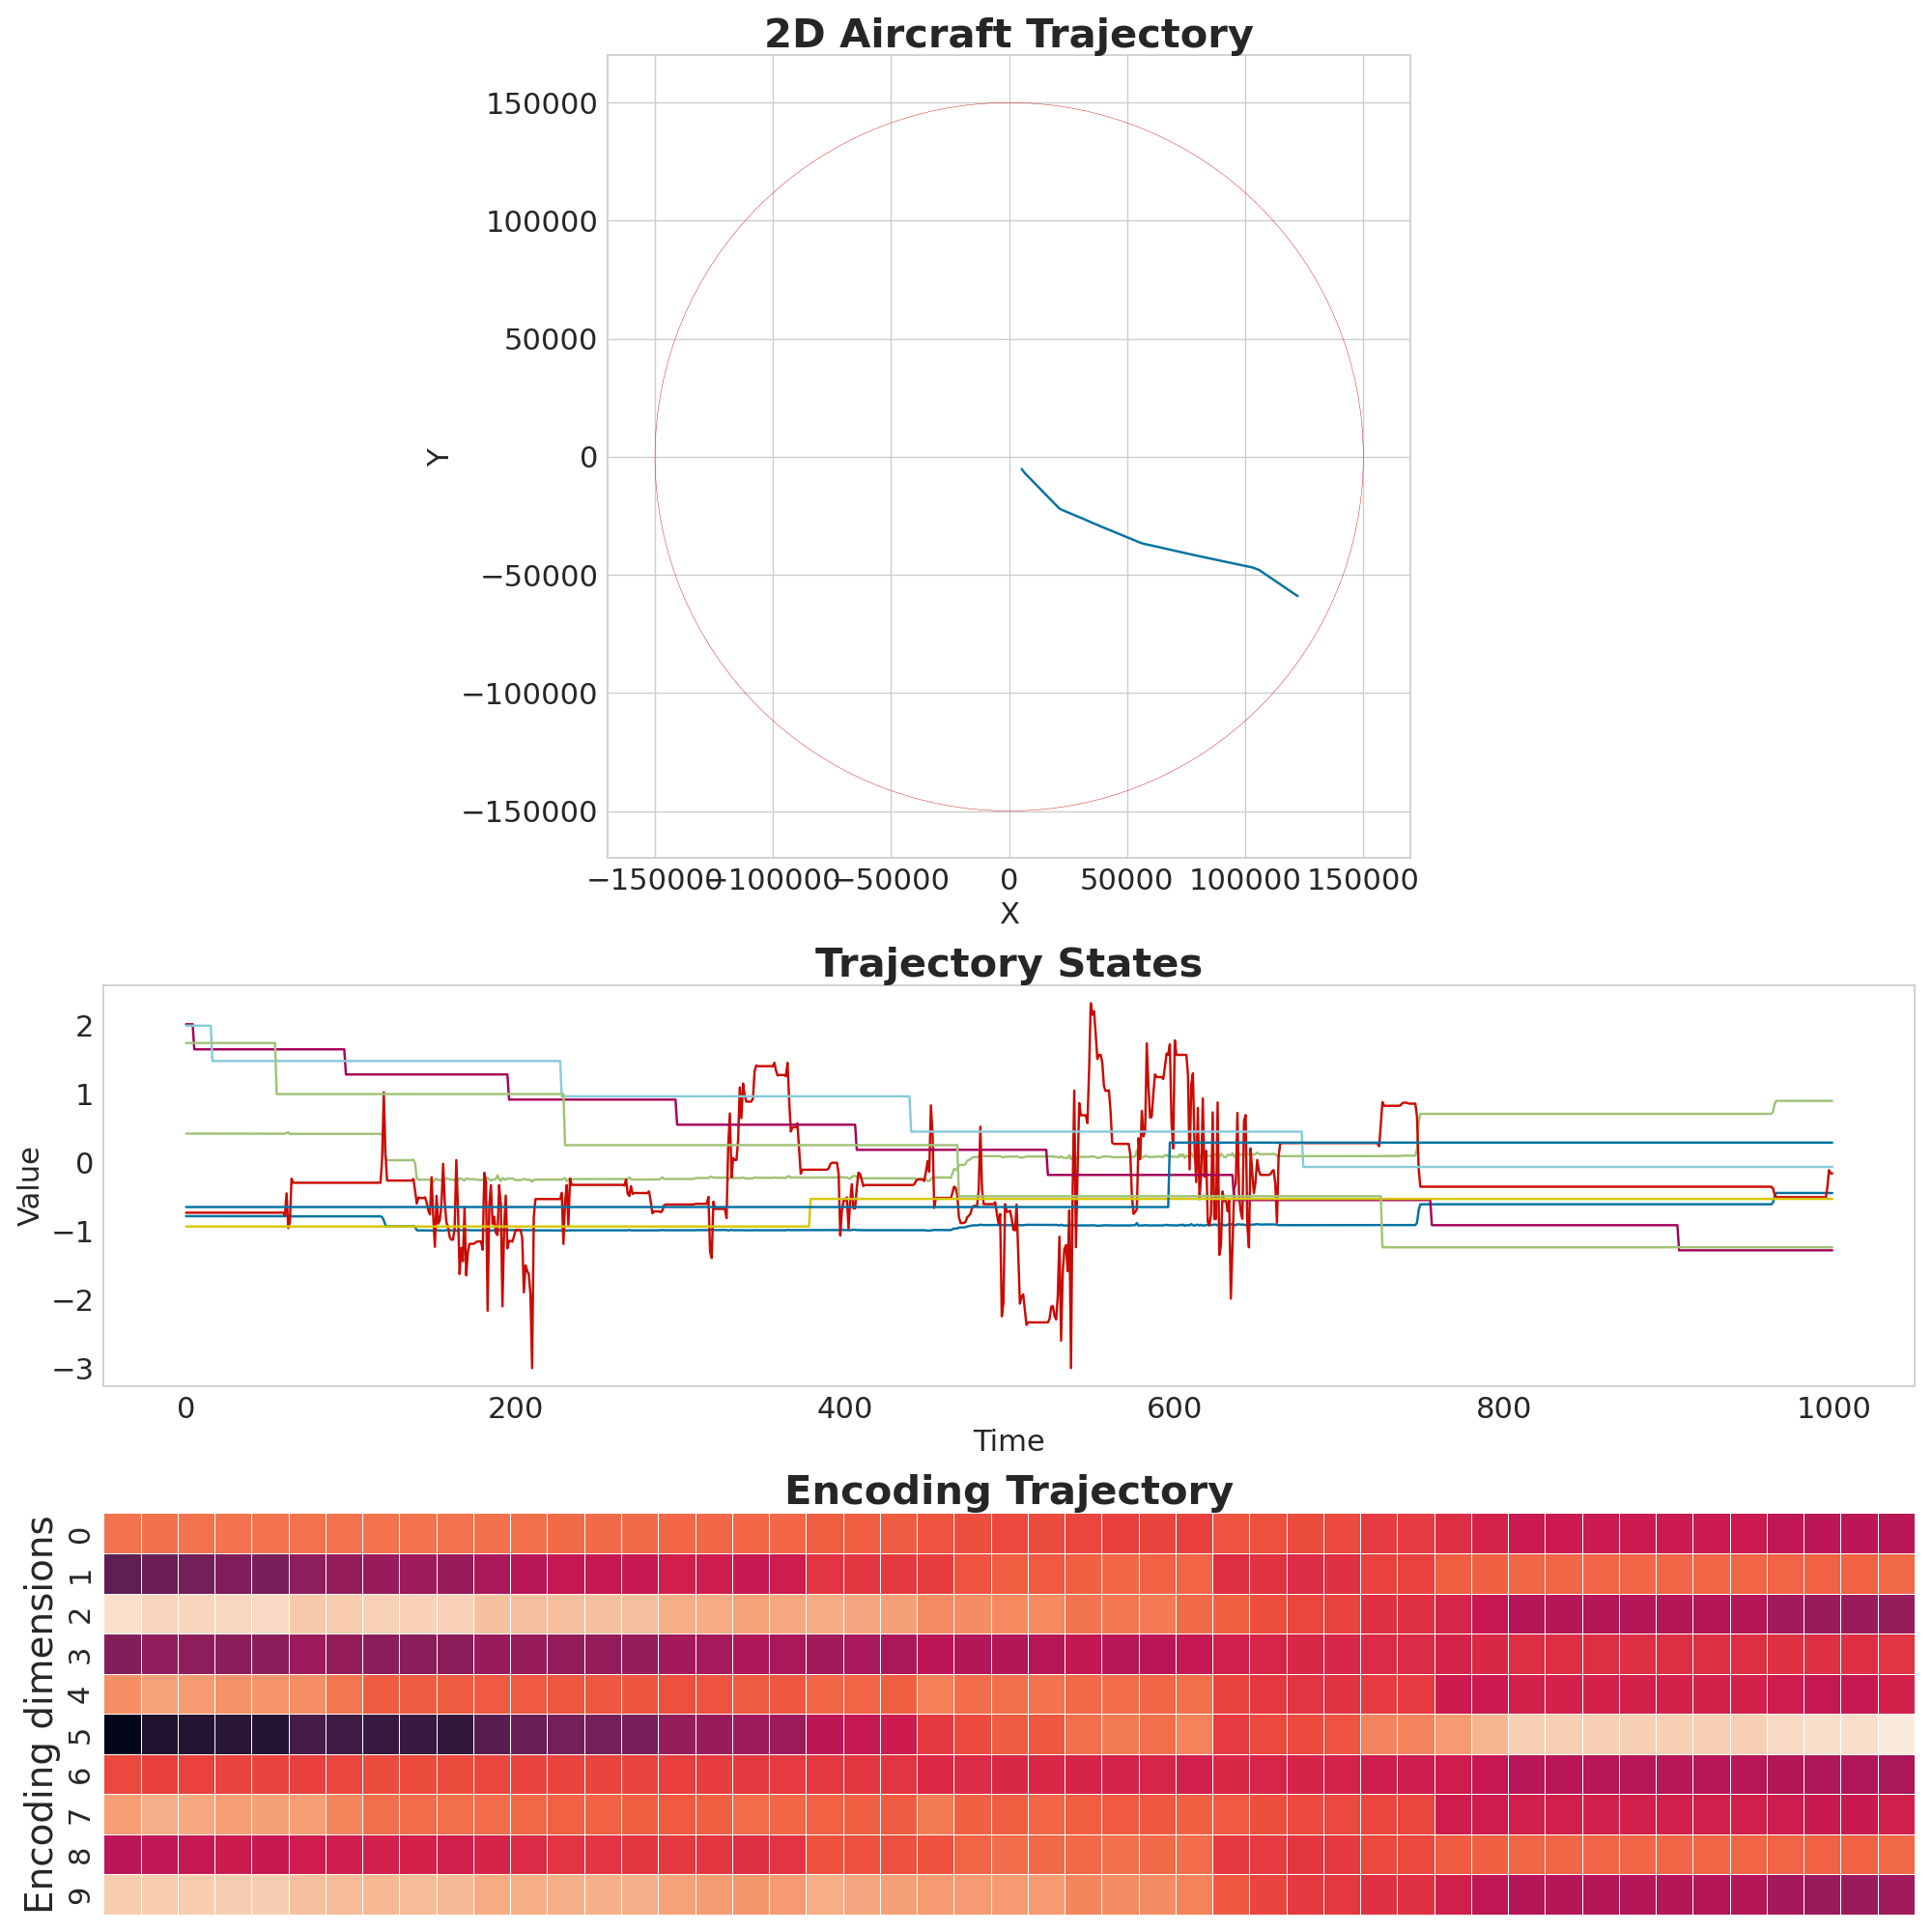 2D Aircraft Trajectory
150000
100000
50000
0
−50000
−100000
−150000
Y
−150000 −100000 −50000 0 50000 100000 150000
X
Trajectory States
2
1
0
−1
−2
−3
Value
0 200 400 600 800 1000
Time
Encoding Trajectory
0
1
2
3
4
5
6
7
8
9
Encoding dimensions